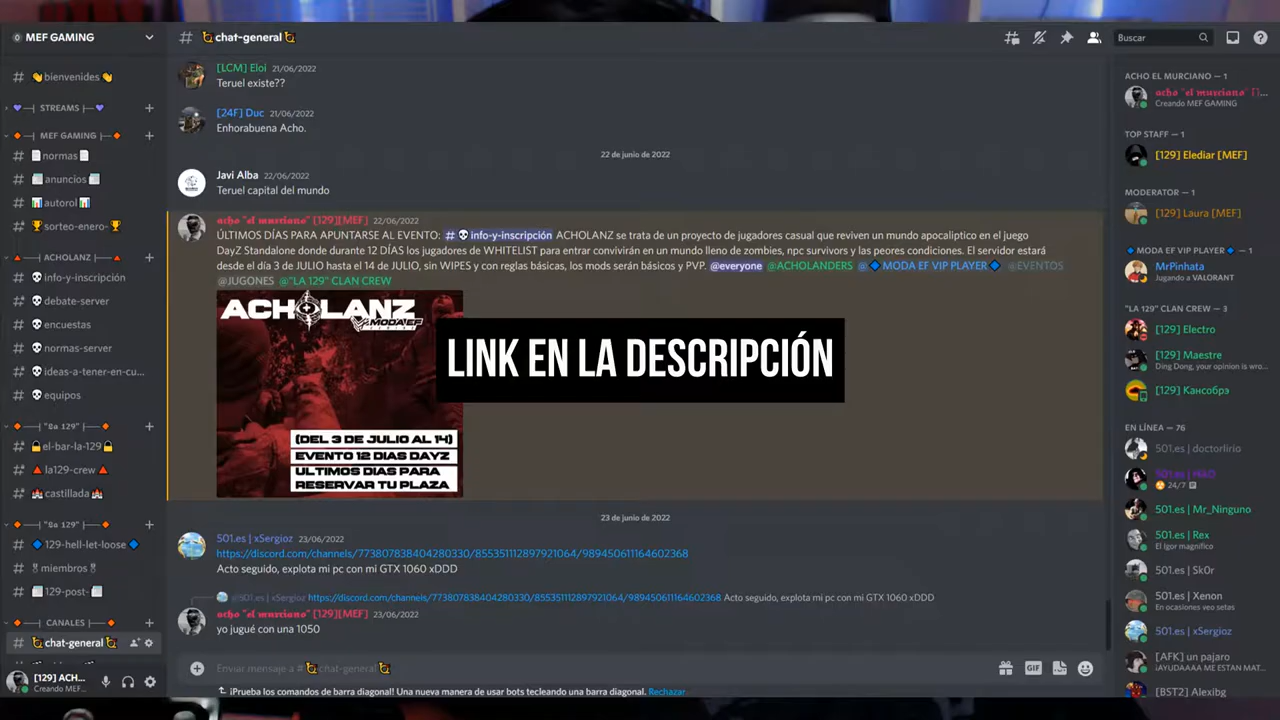 MEF GAMING
bienvenides
STREAMS
MEF GAMING
normas
anuncios
autorol
sorteo-enero-
ACHOLANZ
info-y-inscripción
debate-server
encuestas
normas-server
ideas-a-tener-en-cu...
equipos
"La 129"
el-bar-la-129
la129-crew
castillada
"La 129"
129-hell-let-loose
miembros
129-post-
CANALES
chat-general
[129] ACH...
Creando MEF...
# chat-general
Buscar
[LCM] Eloi 21/06/2022
Teruel existe??
[24F] Duc 21/06/2022
Enhorabuena Acho.
22 de junio de 2022
Javi Alba 22/06/2022
Teruel capital del mundo
acho "el murciano" [129][MEF] 22/06/2022
ÚLTIMOS DÍAS PARA APUNTARSE AL EVENTO: # info-y-inscripción ACHOLANZ se trata de un proyecto de jugadores casual que reviven un mundo apocaliptico en el juego
DayZ Standalone donde durante 12 DÍAS los jugadores de WHITELIST para entrar convivirán en un mundo lleno de zombies, npc survivors y las peores condiciones. El servidor estará
desde el día 3 de JULIO hasta el 14 de JULIO, sin WIPES y con reglas básicas, los mods serán básicos y PVP. @everyone @ACHOLANDERS @ MODA EF VIP PLAYER @EVENTOS
@JUGONES @"LA 129" CLAN CREW
ACHOLANZ
MODAEF
(DEL 3 DE JULIO AL 14)
EVENTO 12 DIAS DAYZ
ULTIMOS DIAS PARA
RESERVAR TU PLAZA
LINK EN LA DESCRIPCIÓN
23 de junio de 2022
501.es | xSergioz 23/06/2022
https://discord.com/channels/773807838404280330/855351112897921064/989450611164602368
Acto seguido, explota mi pc con mi GTX 1060 xDDD
@501.es | xSergioz https://discord.com/channels/773807838404280330/855351112897921064/989450611164602368 Acto seguido, explota mi pc con mi GTX 1060 xDDD
acho "el murciano" [129][MEF] 23/06/2022
yo jugué con una 1050
Enviar mensaje a # chat-general
GIF
¡Prueba los comandos de barra diagonal! Una nueva manera de usar bots tecleando una barra diagonal. Rechazar
ACHO EL MURCIANO — 1
acho "el murciano" [1...
Creando MEF GAMING
TOP STAFF — 1
[129] Elediar [MEF]
MODERATOR — 1
[129] Laura [MEF]
MODA EF VIP PLAYER — 1
MrPinhata
Jugando a VALORANT
"LA 129" CLAN CREW — 3
[129] Electro
[129] Maestre
Ding Dong, your opinion is wro...
[129] Кансобрэ
EN LÍNEA — 76
501.es | doctorlirio
24/7
501.es | Mr_Ninguno
501.es | Rex
El Igor magnifico
501.es | Sk0r
501.es | Xenon
En ocasiones veo setas
501.es | xSergioz
[AFK] un pajaro
¡AYUDAAAA ME ESTAN MAT...
[BST2] Alexibg